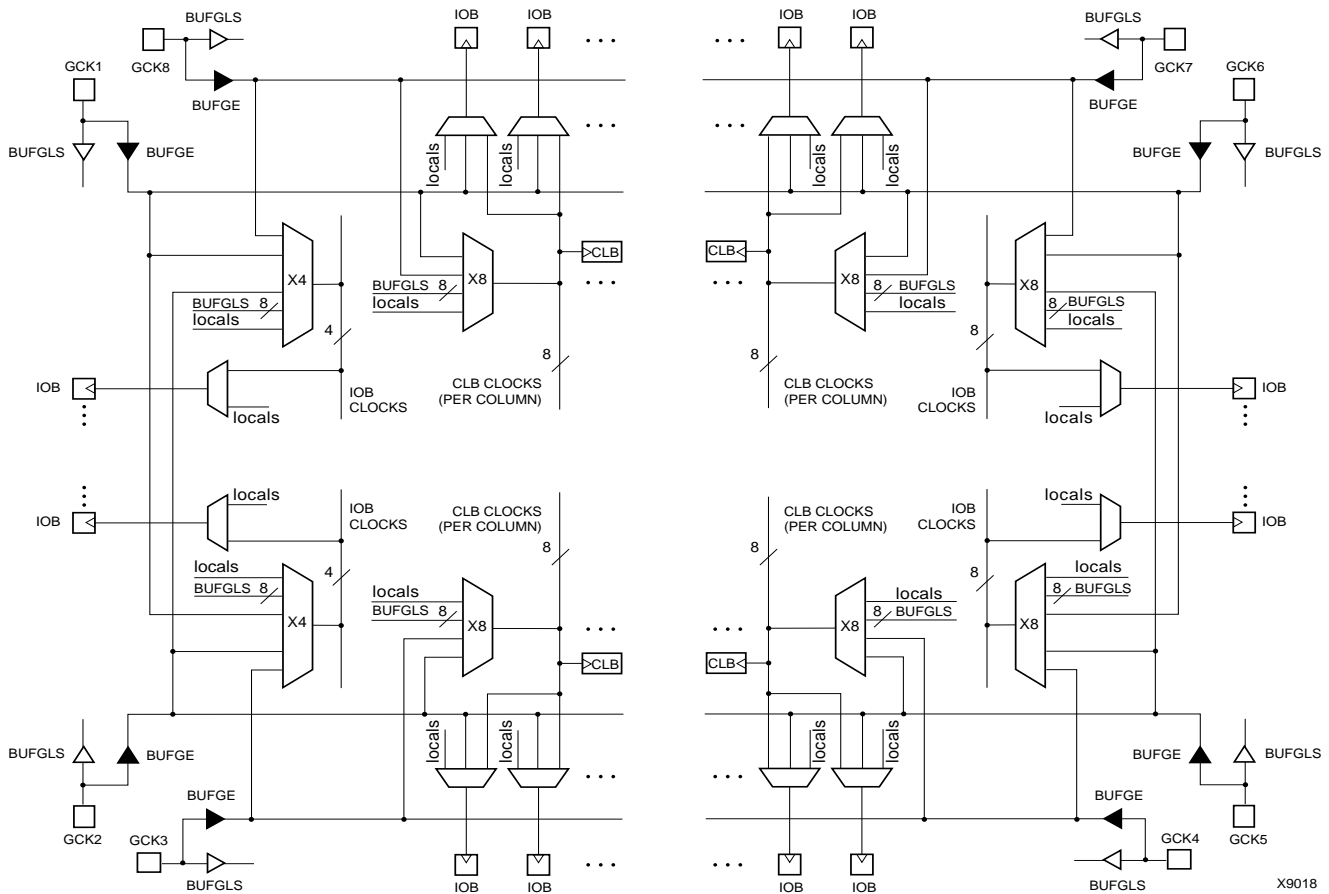 BUFGLS
IOB
IOB
IOB
IOB
BUFGLS
GCK8
GCK7
GCK1
GCK6
BUFGE
BUFGE
BUFGLS
BUFGE
locals
locals
locals
locals
BUFGE
BUFGLS
CLB
CLB
X4
X8
X8
X8
BUFGLS 8
locals
BUFGLS 8
locals
8 BUFGLS
locals
8 BUFGLS
locals
4
8
8
8
IOB
IOB
CLOCKS
CLB CLOCKS
(PER COLUMN)
CLB CLOCKS
(PER COLUMN)
IOB
CLOCKS
IOB
locals
locals
locals
locals
IOB
IOB
CLOCKS
CLB CLOCKS
(PER COLUMN)
CLB CLOCKS
(PER COLUMN)
IOB
CLOCKS
IOB
4
8
8
8
locals
BUFGLS 8
locals
BUFGLS 8
locals
8 BUFGLS
locals
8 BUFGLS
X4
X8
X8
X8
CLB
CLB
BUFGLS
BUFGE
locals
locals
locals
locals
BUFGE
BUFGLS
GCK2
BUFGE
BUFGE
GCK5
GCK3
GCK4
BUFGLS
IOB
IOB
IOB
IOB
BUFGLS
X9018